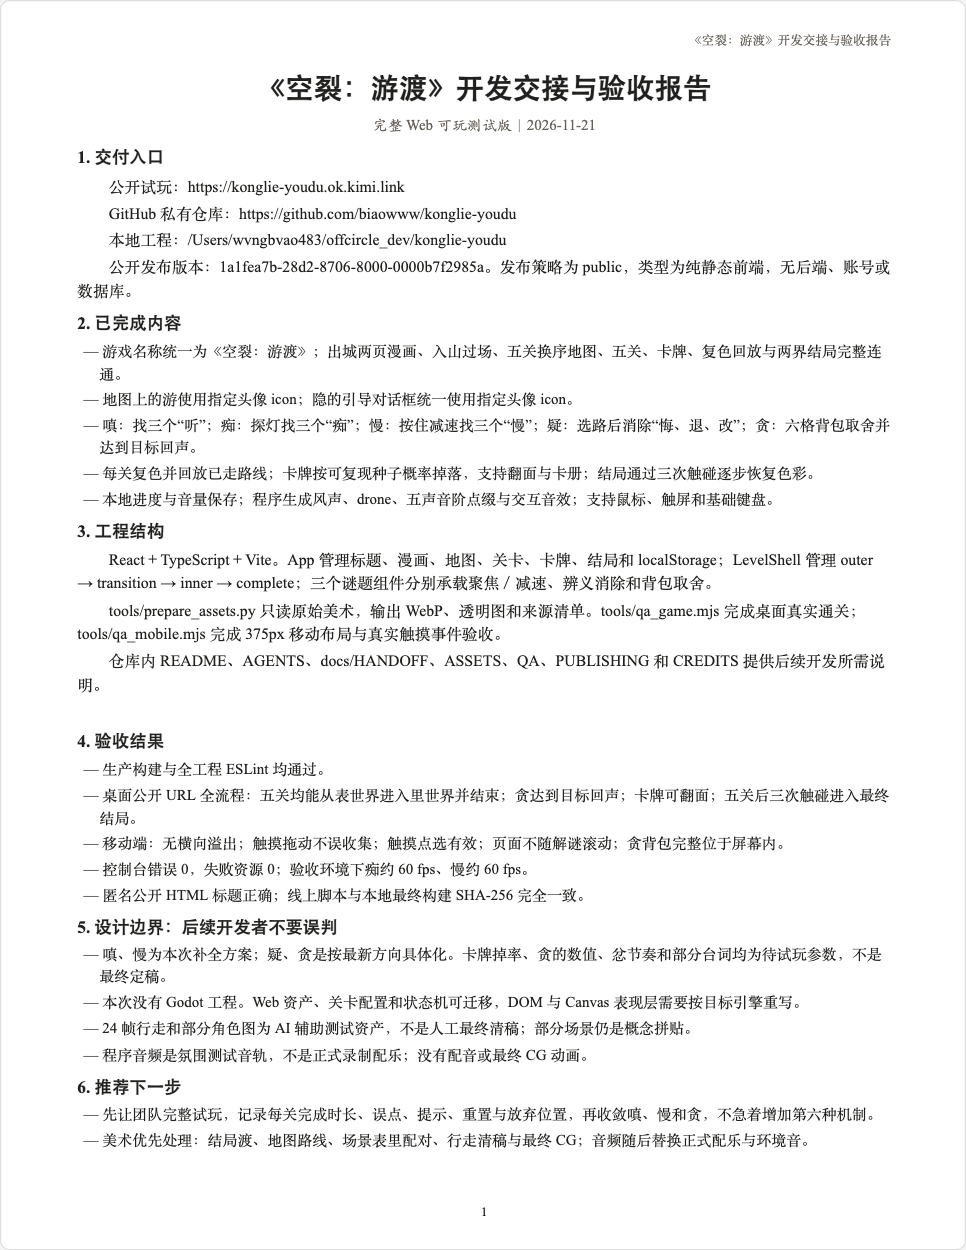 《空裂：游渡》开发交接与验收报告
《空裂：游渡》开发交接与验收报告
完整 Web 可玩测试版 | 2026-11-21
1. 交付入口
公开试玩：https://konglie-youdu.ok.kimi.link
GitHub 私有仓库：https://github.com/biaowww/konglie-youdu
本地工程：/Users/wvngbvao483/offcircle_dev/konglie-youdu
公开发布版本：1a1fea7b-28d2-8706-8000-0000b7f2985a。发布策略为 public，类型为纯静态前端，无后端、账号或
数据库。
2. 已完成内容
— 游戏名称统一为《空裂：游渡》；出城两页漫画、入山过场、五关换序地图、五关、卡牌、复色回放与两界结局完整连
通。
— 地图上的游使用指定头像 icon；隐的引导对话框统一使用指定头像 icon。
— 嗔：找三个“听”；痴：探灯找三个“痴”；慢：按住减速找三个“慢”；疑：选路后消除“悔、退、改”；贪：六格背包取舍并
达到目标回声。
— 每关复色并回放已走路线；卡牌按可复现种子概率掉落，支持翻面与卡册；结局通过三次触碰逐步恢复色彩。
— 本地进度与音量保存；程序生成风声、drone、五声音阶点缀与交互音效；支持鼠标、触屏和基础键盘。
3. 工程结构
React + TypeScript + Vite。App 管理标题、漫画、地图、关卡、卡牌、结局和 localStorage；LevelShell 管理 outer
→ transition → inner → complete；三个谜题组件分别承载聚焦 / 减速、辨义消除和背包取舍。
tools/prepare_assets.py 只读原始美术，输出 WebP、透明图和来源清单。tools/qa_game.mjs 完成桌面真实通关；
tools/qa_mobile.mjs 完成 375px 移动布局与真实触摸事件验收。
仓库内 README、AGENTS、docs/HANDOFF、ASSETS、QA、PUBLISHING 和 CREDITS 提供后续开发所需说
明。
4. 验收结果
— 生产构建与全工程 ESLint 均通过。
— 桌面公开 URL 全流程：五关均能从表世界进入里世界并结束；贪达到目标回声；卡牌可翻面；五关后三次触碰进入最终
结局。
— 移动端：无横向溢出；触摸拖动不误收集；触摸点选有效；页面不随解谜滚动；贪背包完整位于屏幕内。
— 控制台错误 0，失败资源 0；验收环境下痴约 60 fps、慢约 60 fps。
— 匿名公开 HTML 标题正确；线上脚本与本地最终构建 SHA-256 完全一致。
5. 设计边界：后续开发者不要误判
— 嗔、慢为本次补全方案；疑、贪是按最新方向具体化。卡牌掉率、贪的数值、忿节奏和部分台词均为待试玩参数，不是
最终定稿。
— 本次没有 Godot 工程。Web 资产、关卡配置和状态机可迁移，DOM 与 Canvas 表现层需要按目标引擎重写。
— 24 帧行走和部分角色图为 AI 辅助测试资产，不是人工最终清稿；部分场景仍是概念拼贴。
— 程序音频是氛围测试音轨，不是正式录制配乐；没有配音或最终 CG 动画。
6. 推荐下一步
— 先让团队完整试玩，记录每关完成时长、误点、提示、重置与放弃位置，再收敛嗔、慢和贪，不急着增加第六种机制。
— 美术优先处理：结局渡、地图路线、场景表里配对、行走清稿与最终 CG；音频随后替换正式配乐与环境音。
1